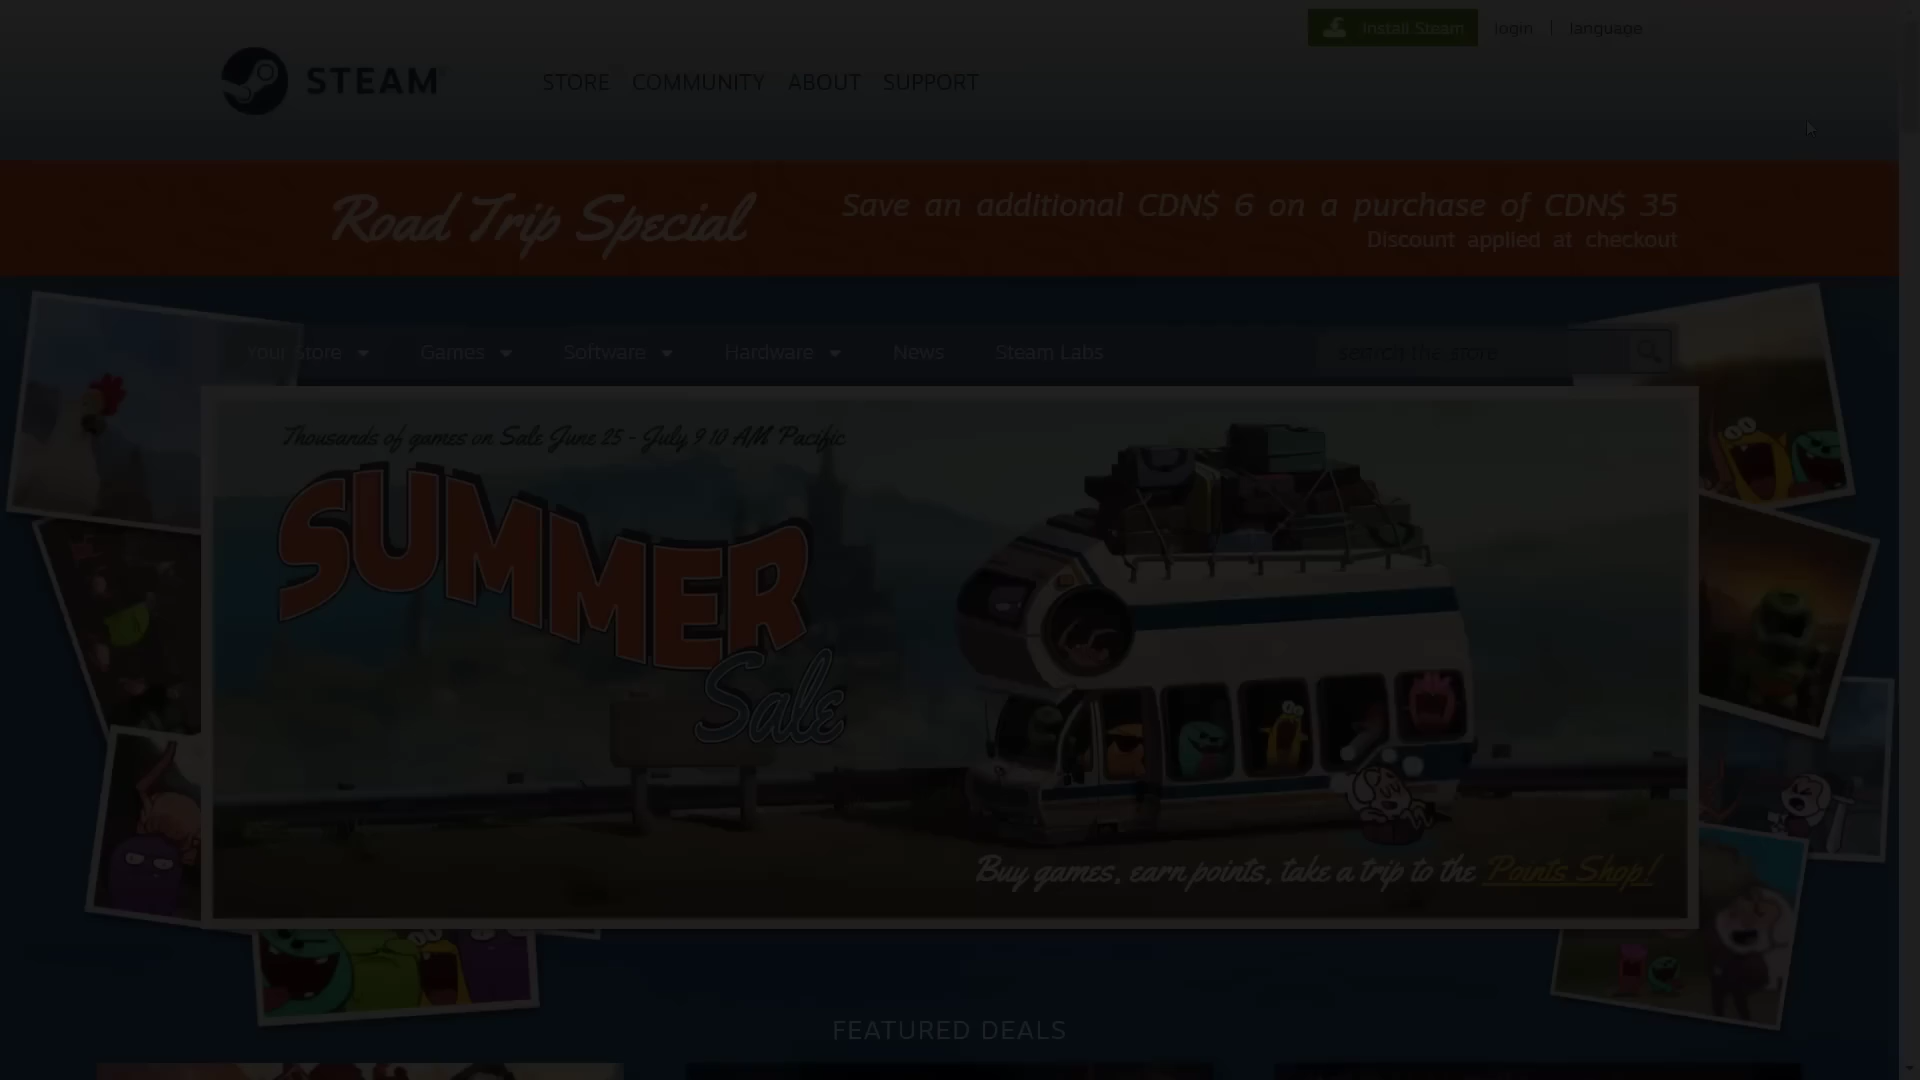 Install Steam login | language
STEAM
STORE COMMUNITY ABOUT SUPPORT
Road Trip Special
Save an additional CDN$ 6 on a purchase of CDN$ 35
Discount applied at checkout
Your Store Games Software Hardware News Steam Labs search the store
Thousands of games on Sale June 25 - July 9 10 AM Pacific
SUMMER
Sale
Buy games, earn points, take a trip to the Points Shop!
FEATURED DEALS